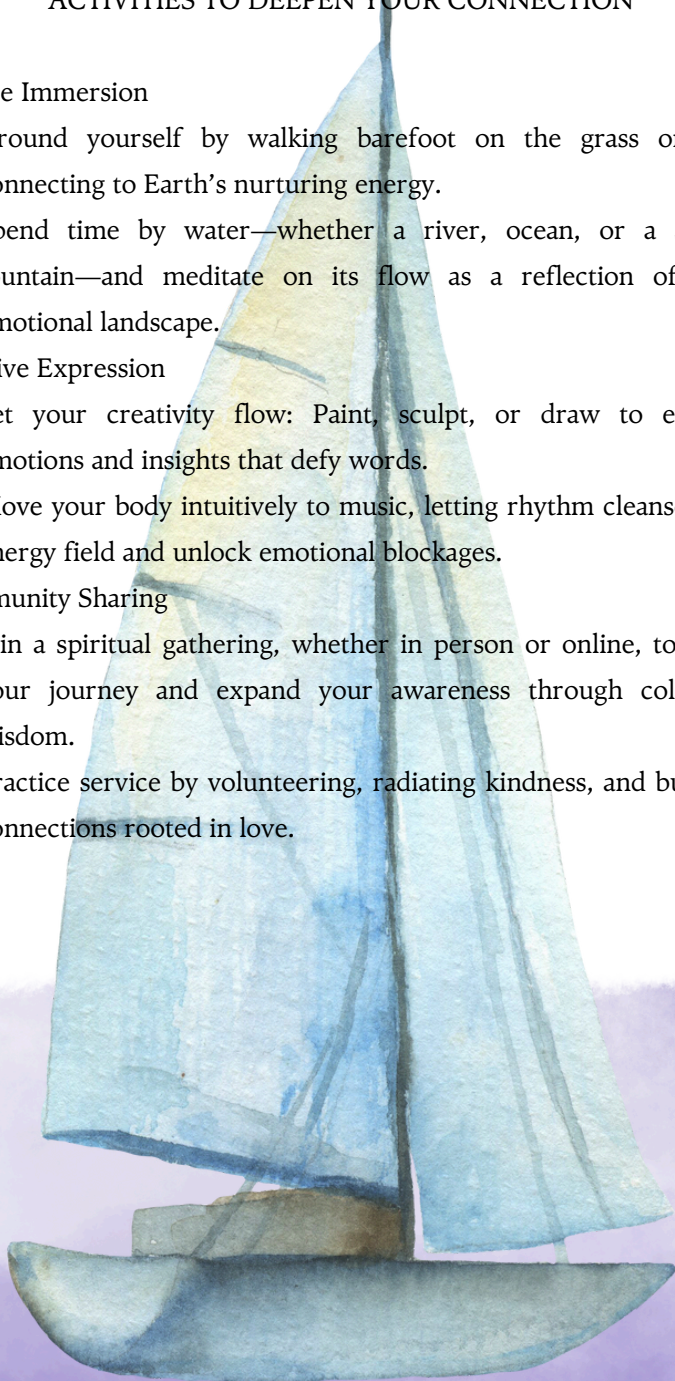 ACTIVITIES TO DEEPEN YOUR CONNECTION
e Immersion
round yourself by walking barefoot on the grass or
onnecting to Earth’s nurturing energy.
pend time by water—whether a river, ocean, or a
ountain—and meditate on its flow as a reflection of
motional landscape.
ive Expression
et your creativity flow: Paint, sculpt, or draw to e
motions and insights that defy words.
ove your body intuitively to music, letting rhythm cleans
nergy field and unlock emotional blockages.
munity Sharing
in a spiritual gathering, whether in person or online, to
our journey and expand your awareness through col
isdom.
ractice service by volunteering, radiating kindness, and bu
onnections rooted in love.